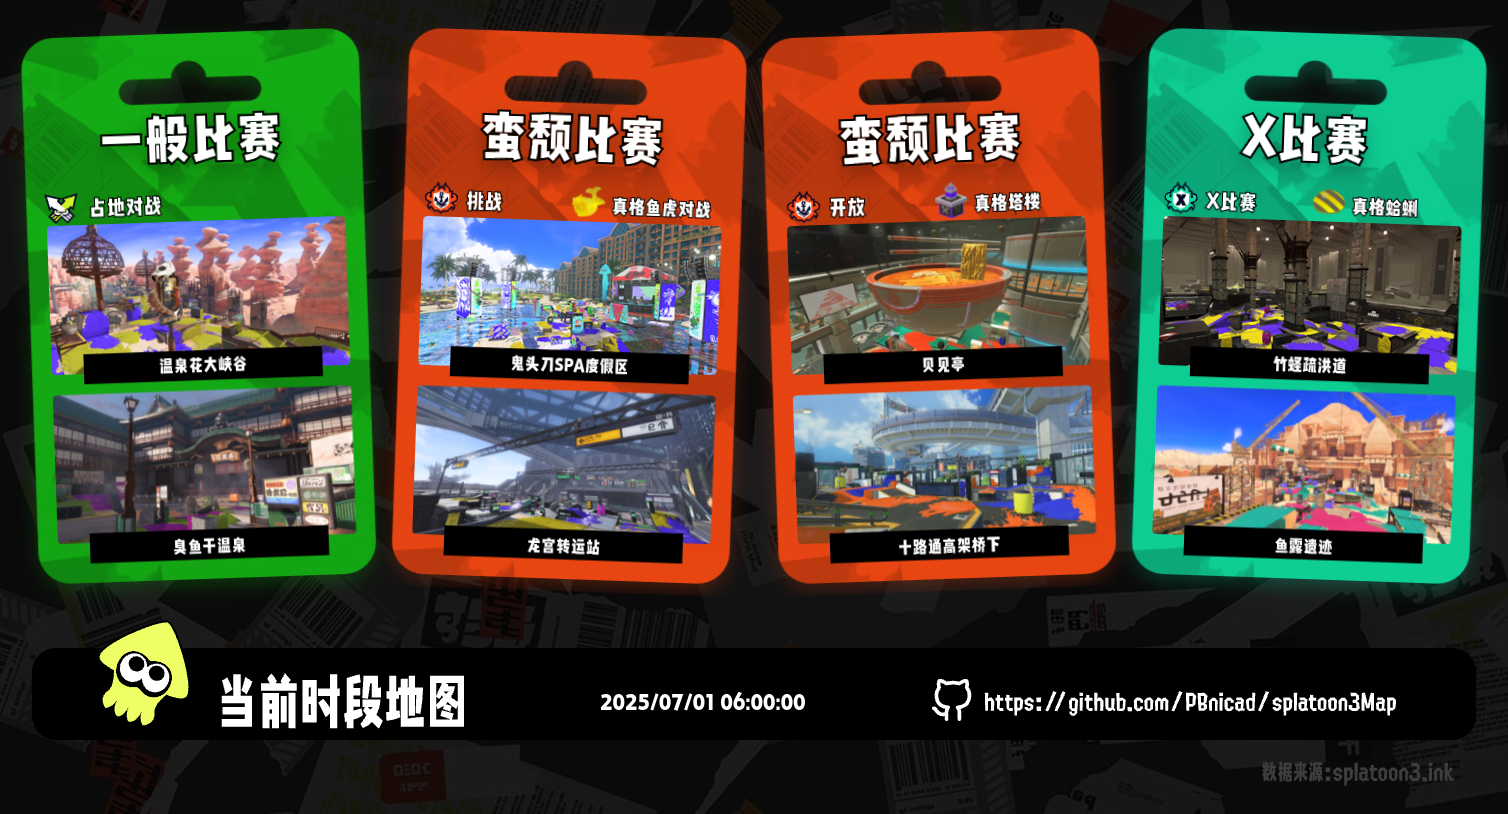 一般比赛
占地对战
温泉花大峡谷
臭鱼干温泉
蛮颓比赛
挑战
真格鱼虎对战
鬼头刀SPA度假区
龙宫转运站
蛮颓比赛
开放
真格塔楼
贝见亭
十路通高架桥下
X比赛
X比赛
真格蛤蜊
竹蛏疏洪道
鱼露遗迹
当前时段地图
2025/07/01 06:00:00
https://github.com/PBnicad/splatoon3Map
数据来源:splatoon3.ink